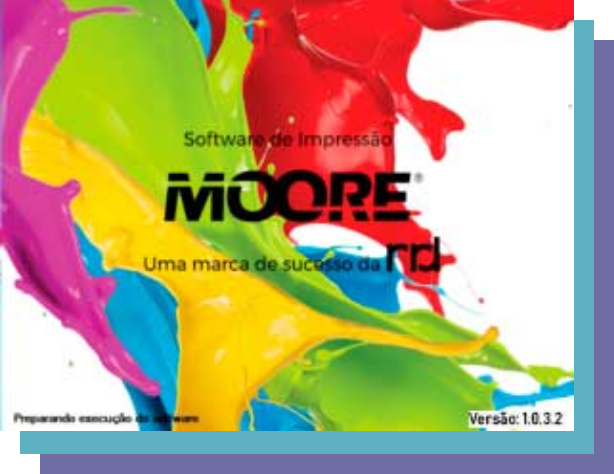 Software de Impressão
MOORE®
Uma marca de sucesso da rrd
Preparando execução do software
Versão: 1.0.3.2